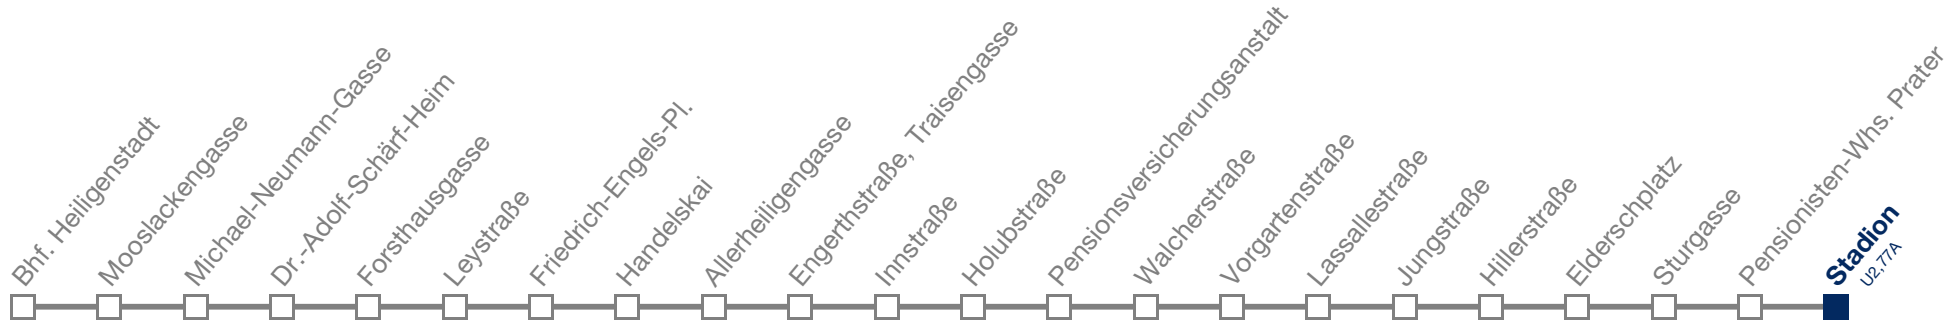 Bhf. Heiligenstadt
Mooslackengasse
Michael-Neumann-Gasse
Dr.-Adolf-Schärf-Heim
Forsthausgasse
Leystraße
Friedrich-Engels-Pl.
Handelskai
Allerheiligengasse
Engerthstraße, Traisengasse
Innstraße
Holubstraße
Pensionsversicherungsanstalt
Walcherstraße
Vorgartenstraße
Lassallestraße
Jungstraße
Hillerstraße
Elderschplatz
Sturgasse
Pensionisten-Whs. Prater
Stadion
U2,77A